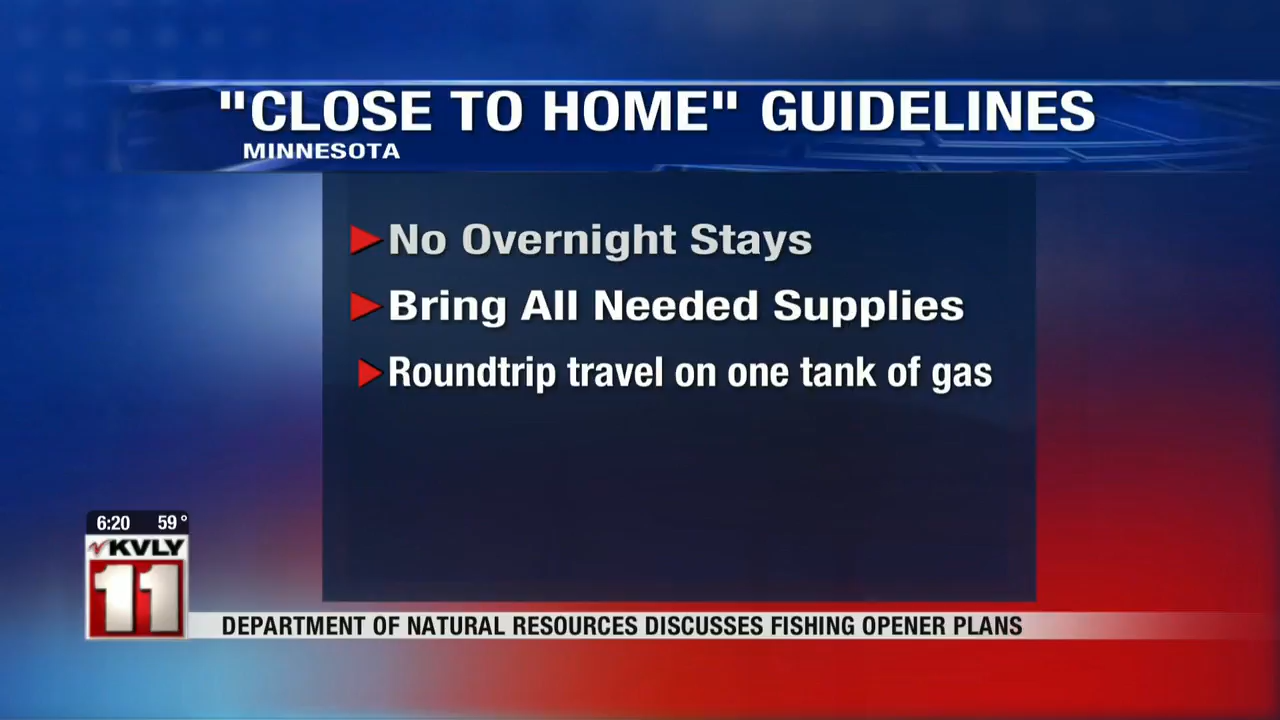 "CLOSE TO HOME" GUIDELINES
MINNESOTA
No Overnight Stays
Bring All Needed Supplies
Roundtrip travel on one tank of gas
6:20 59°
KVLY
11
DEPARTMENT OF NATURAL RESOURCES DISCUSSES FISHING OPENER PLANS